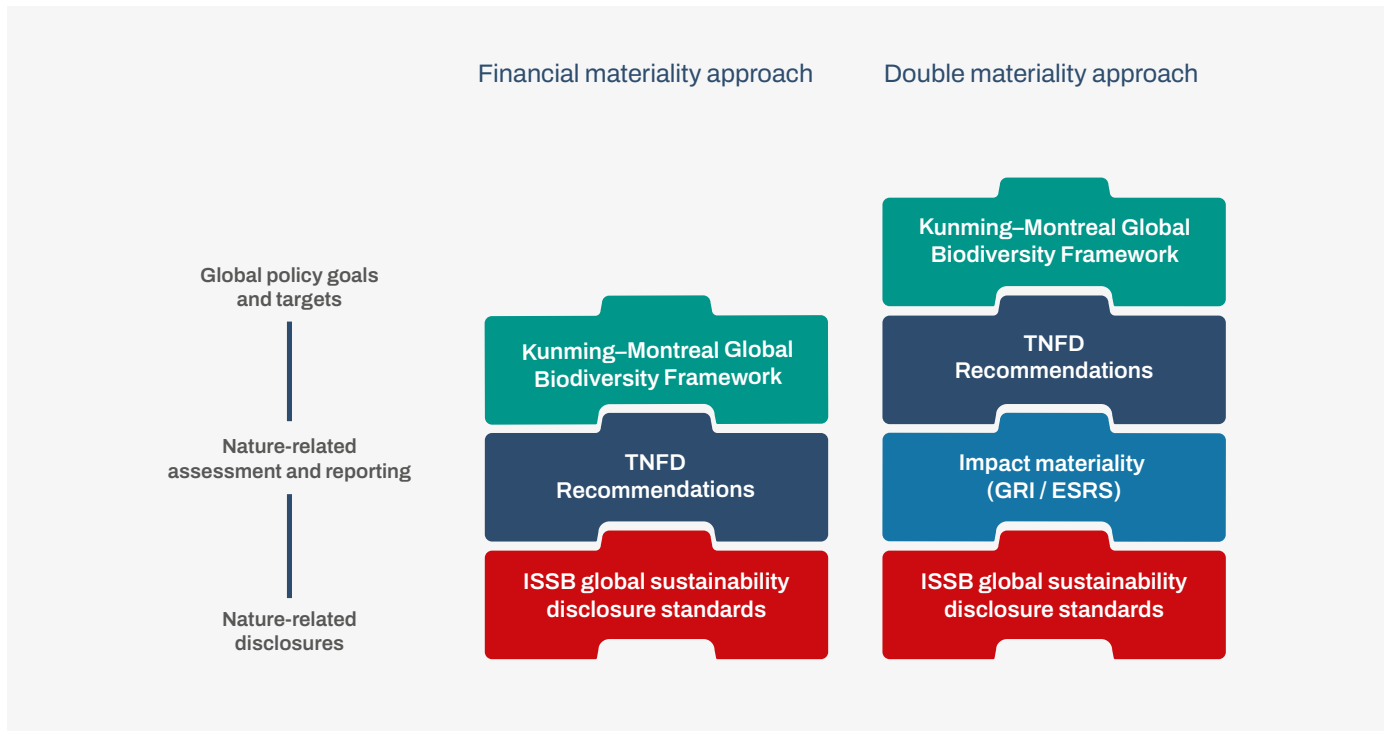 Financial materiality approach
Double materiality approach
Global policy goals
and targets
Nature-related
assessment and reporting
Nature-related
disclosures
Kunming–Montreal Global
Biodiversity Framework
TNFD
Recommendations
ISSB global sustainability
disclosure standards
Kunming–Montreal Global
Biodiversity Framework
TNFD
Recommendations
Impact materiality
(GRI / ESRS)
ISSB global sustainability
disclosure standards